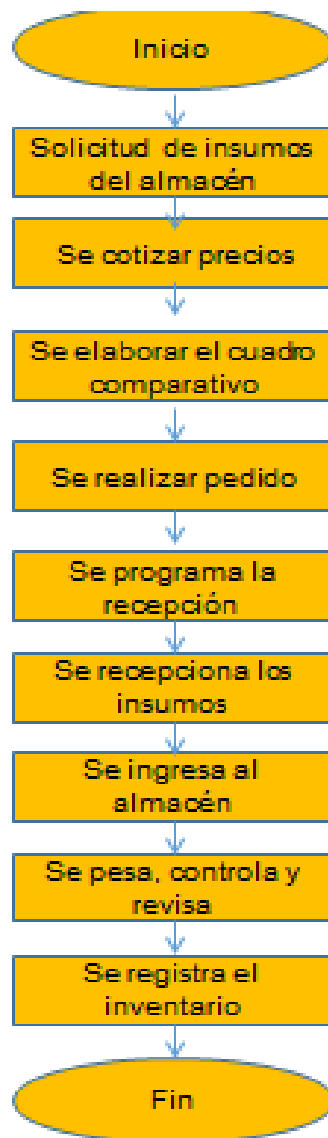 Inicio
Solicitud de insumos
del almacén
Se cotizar precios
Se elaborar el cuadro
comparativo
Se realizar pedido
Se programa la
recepción
Se recepciona los
insumos
Se ingresa al
almacén
Se pesa, controla y
revisa
Se registra el
inventario
Fin